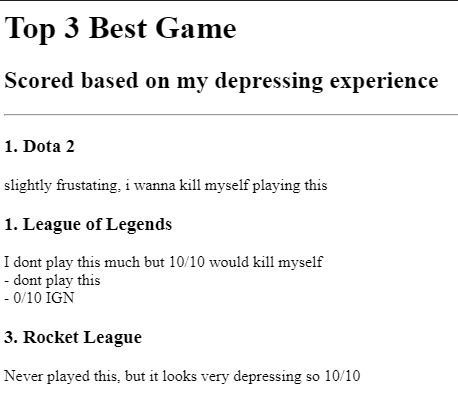 Top 3 Best Game
Scored based on my depressing experience
1. Dota 2
slightly frustating, i wanna kill myself playing this
1. League of Legends
I dont play this much but 10/10 would kill myself
- dont play this
- 0/10 IGN
3. Rocket League
Never played this, but it looks very depressing so 10/10